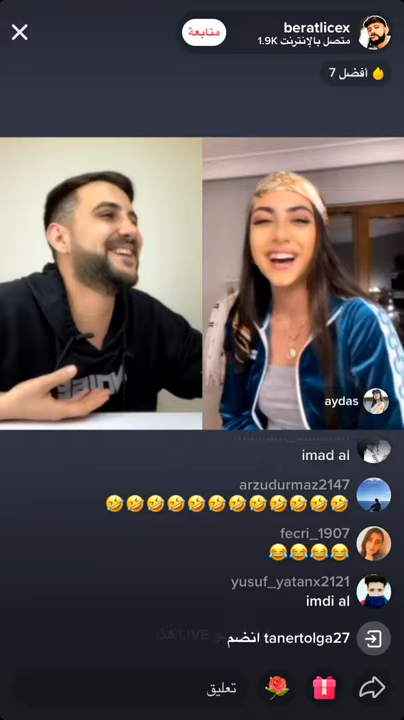 beratlicex
متصل بالإنترنت 1.9K
متابعة
أفضل 7
aydas
imad al
arzudurmaz2147
🤣🤣🤣🤣🤣🤣🤣🤣🤣🤣🤣🤣
fecri_1907
😂😂😂😂
yusuf_yatanx2121
imdi al
tanertolga27 انضم
تعليق